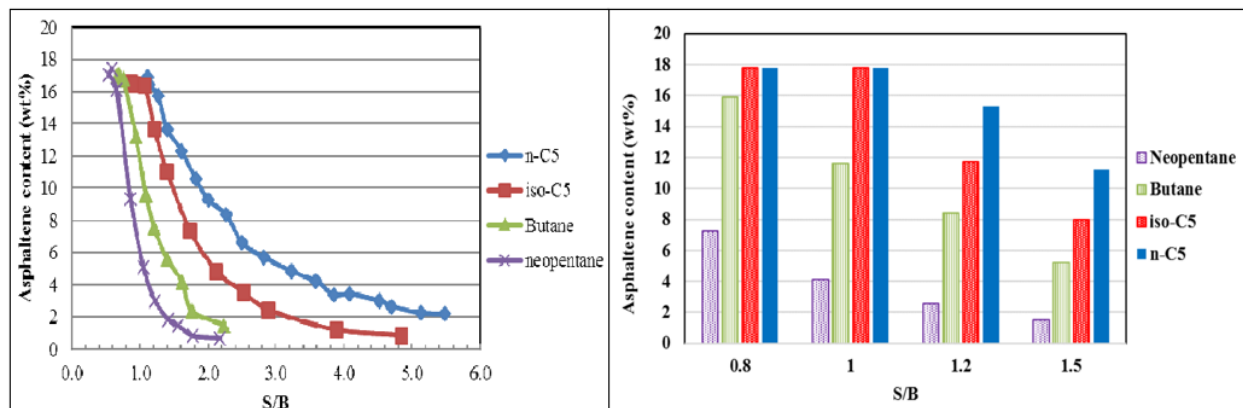 20
18
16
14
12
10
8
6
4
2
0
Asphaltene content (wt%)
0.0 1.0 2.0 3.0 4.0 5.0 6.0
S/B
n-C5
iso-C5
Butane
neopentane
20
18
16
14
12
10
8
6
4
2
0
Asphaltene content (wt%)
0.8 1 1.2 1.5
S/B
Neopentane
Butane
iso-C5
n-C5